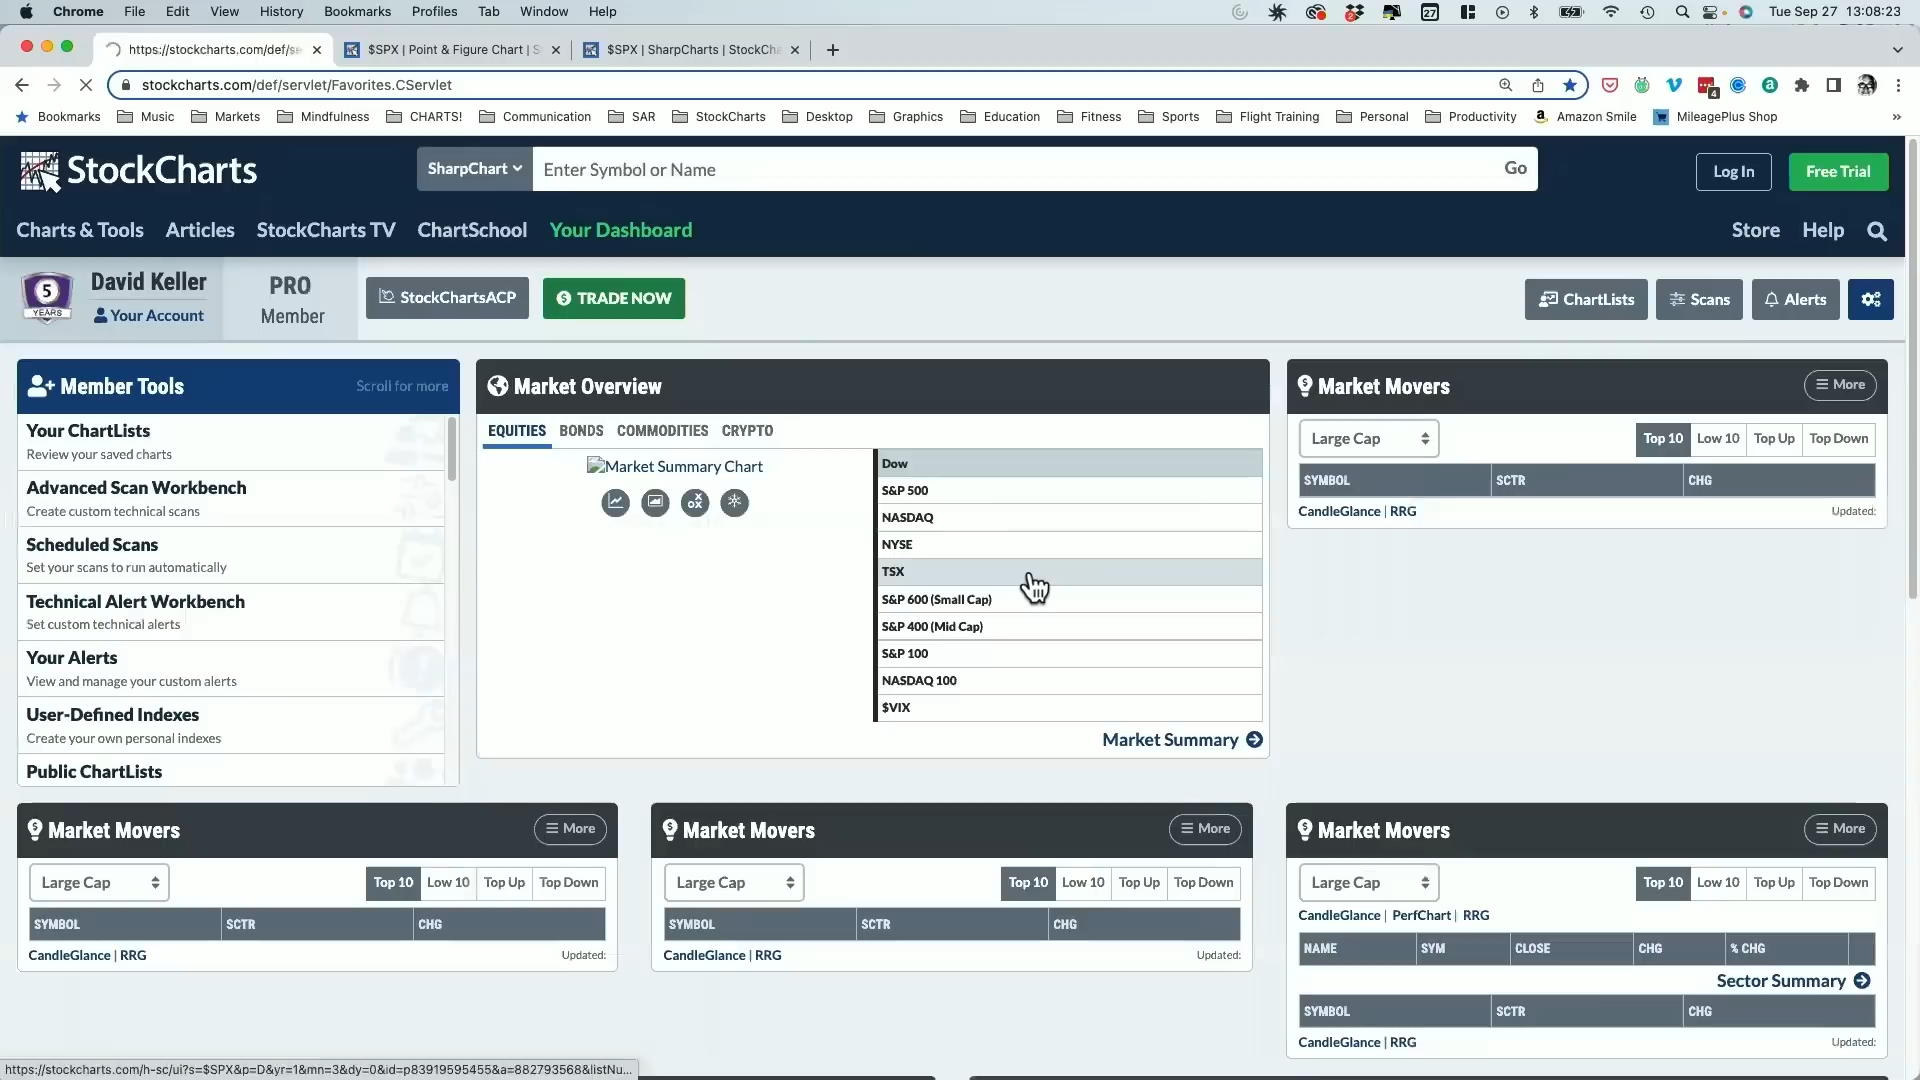 Chrome File Edit View History Bookmarks Profiles Tab Window Help 27 Tue Sep 27 13:08:23
https://stockcharts.com/def/se $SPX | Point & Figure Chart | S $SPX | SharpCharts | StockCha
stockcharts.com/def/servlet/Favorites.CServlet
Bookmarks Music Markets Mindfulness CHARTS! Communication SAR StockCharts Desktop Graphics Education Fitness Sports Flight Training Personal Productivity Amazon Smile MileagePlus Shop »
StockCharts SharpChart Enter Symbol or Name Go Log In Free Trial
Charts & Tools Articles StockCharts TV ChartSchool Your Dashboard Store Help
5 YEARS David Keller PRO StockChartsACP TRADE NOW ChartLists Scans Alerts
Your Account Member
Member Tools Scroll for more
Your ChartLists
Review your saved charts
Advanced Scan Workbench
Create custom technical scans
Scheduled Scans
Set your scans to run automatically
Technical Alert Workbench
Set custom technical alerts
Your Alerts
View and manage your custom alerts
User-Defined Indexes
Create your own personal indexes
Public ChartLists
Market Overview
EQUITIES BONDS COMMODITIES CRYPTO
Market Summary Chart
Dow
S&P 500
NASDAQ
NYSE
TSX
S&P 600 (Small Cap)
S&P 400 (Mid Cap)
S&P 100
NASDAQ 100
$VIX
Market Summary
Market Movers More
Large Cap Top 10 Low 10 Top Up Top Down
SYMBOL SCTR CHG
CandleGlance | RRG Updated:
Market Movers More
Large Cap Top 10 Low 10 Top Up Top Down
SYMBOL SCTR CHG
CandleGlance | RRG Updated:
Market Movers More
Large Cap Top 10 Low 10 Top Up Top Down
SYMBOL SCTR CHG
CandleGlance | RRG Updated:
Market Movers More
Large Cap Top 10 Low 10 Top Up Top Down
CandleGlance | PerfChart | RRG
NAME SYM CLOSE CHG % CHG
Sector Summary
SYMBOL SCTR CHG
CandleGlance | RRG Updated:
https://stockcharts.com/h-sc/ui?s=$SPX&p=D&yr=1&mn=3&dy=0&id=p83919595455&a=882793568&listNu...